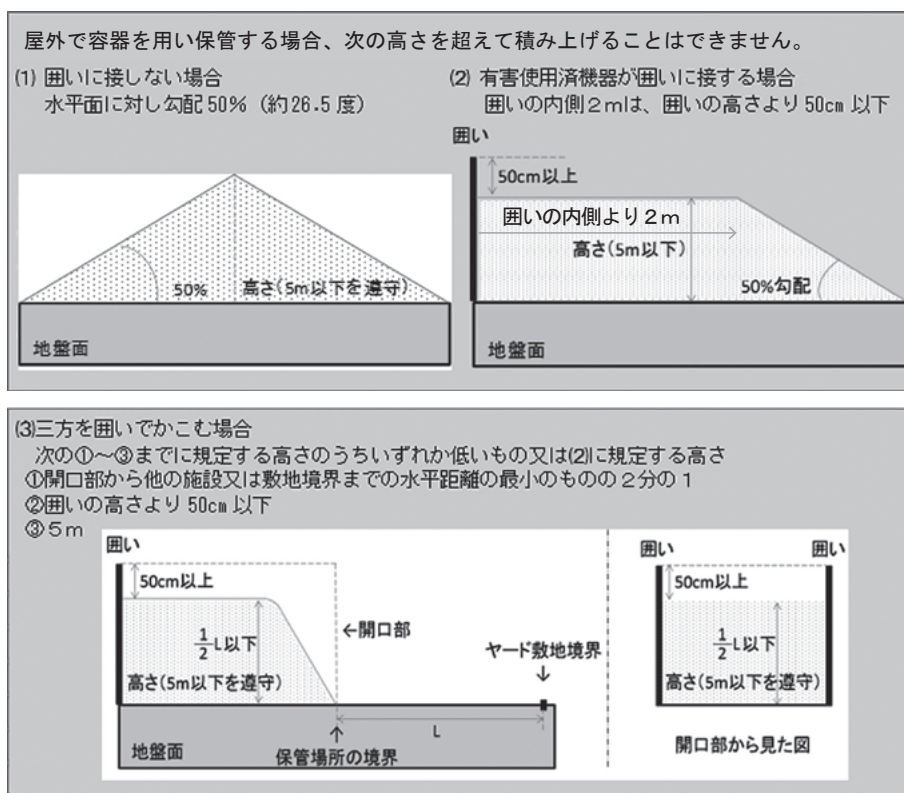 屋外で容器を用い保管する場合、次の高さを超えて積み上げることはできません。
(1) 囲いに接しない場合
水平面に対し勾配50%（約26.5度）
50%
高さ(5m以下を遵守)
地盤面
(2) 有害使用済機器が囲いに接する場合
囲いの内側2mは、囲いの高さより50cm以下
囲い
50cm以上
囲いの内側より2m
高さ(5m以下)
50%勾配
地盤面
(3)三方を囲いでかこむ場合
次の①～③までに規定する高さのうちいずれか低いもの又は(2)に規定する高さ
①開口部から他の施設又は敷地境界までの水平距離の最小のものの2分の1
②囲いの高さより50cm以下
③5m
囲い
50cm以上
←開口部
1/2 L以下
高さ(5m以下を遵守)
ヤード敷地境界
↓
L
地盤面
↑
保管場所の境界
囲い 囲い
50cm以上
1/2 L以下
高さ(5m以下を遵守)
開口部から見た図